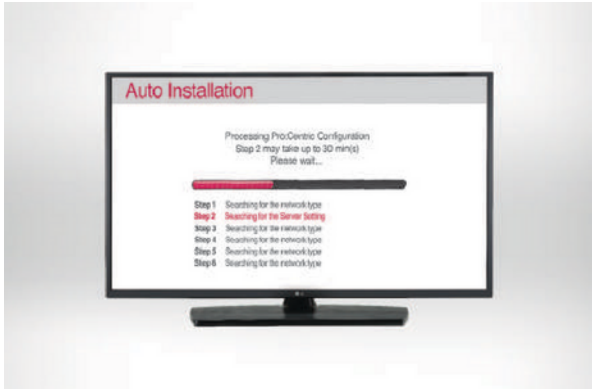 Auto Installation
Processing Pro:Centric Configuration
Step 2 may take up to 30 min(s)
Please wait...
Step 1 Searching for the network type
Step 2 Searching for the Server Setting
Step 3 Searching for the network type
Step 4 Searching for the network type
Step 5 Searching for the network type
Step 6 Searching for the network type
LG